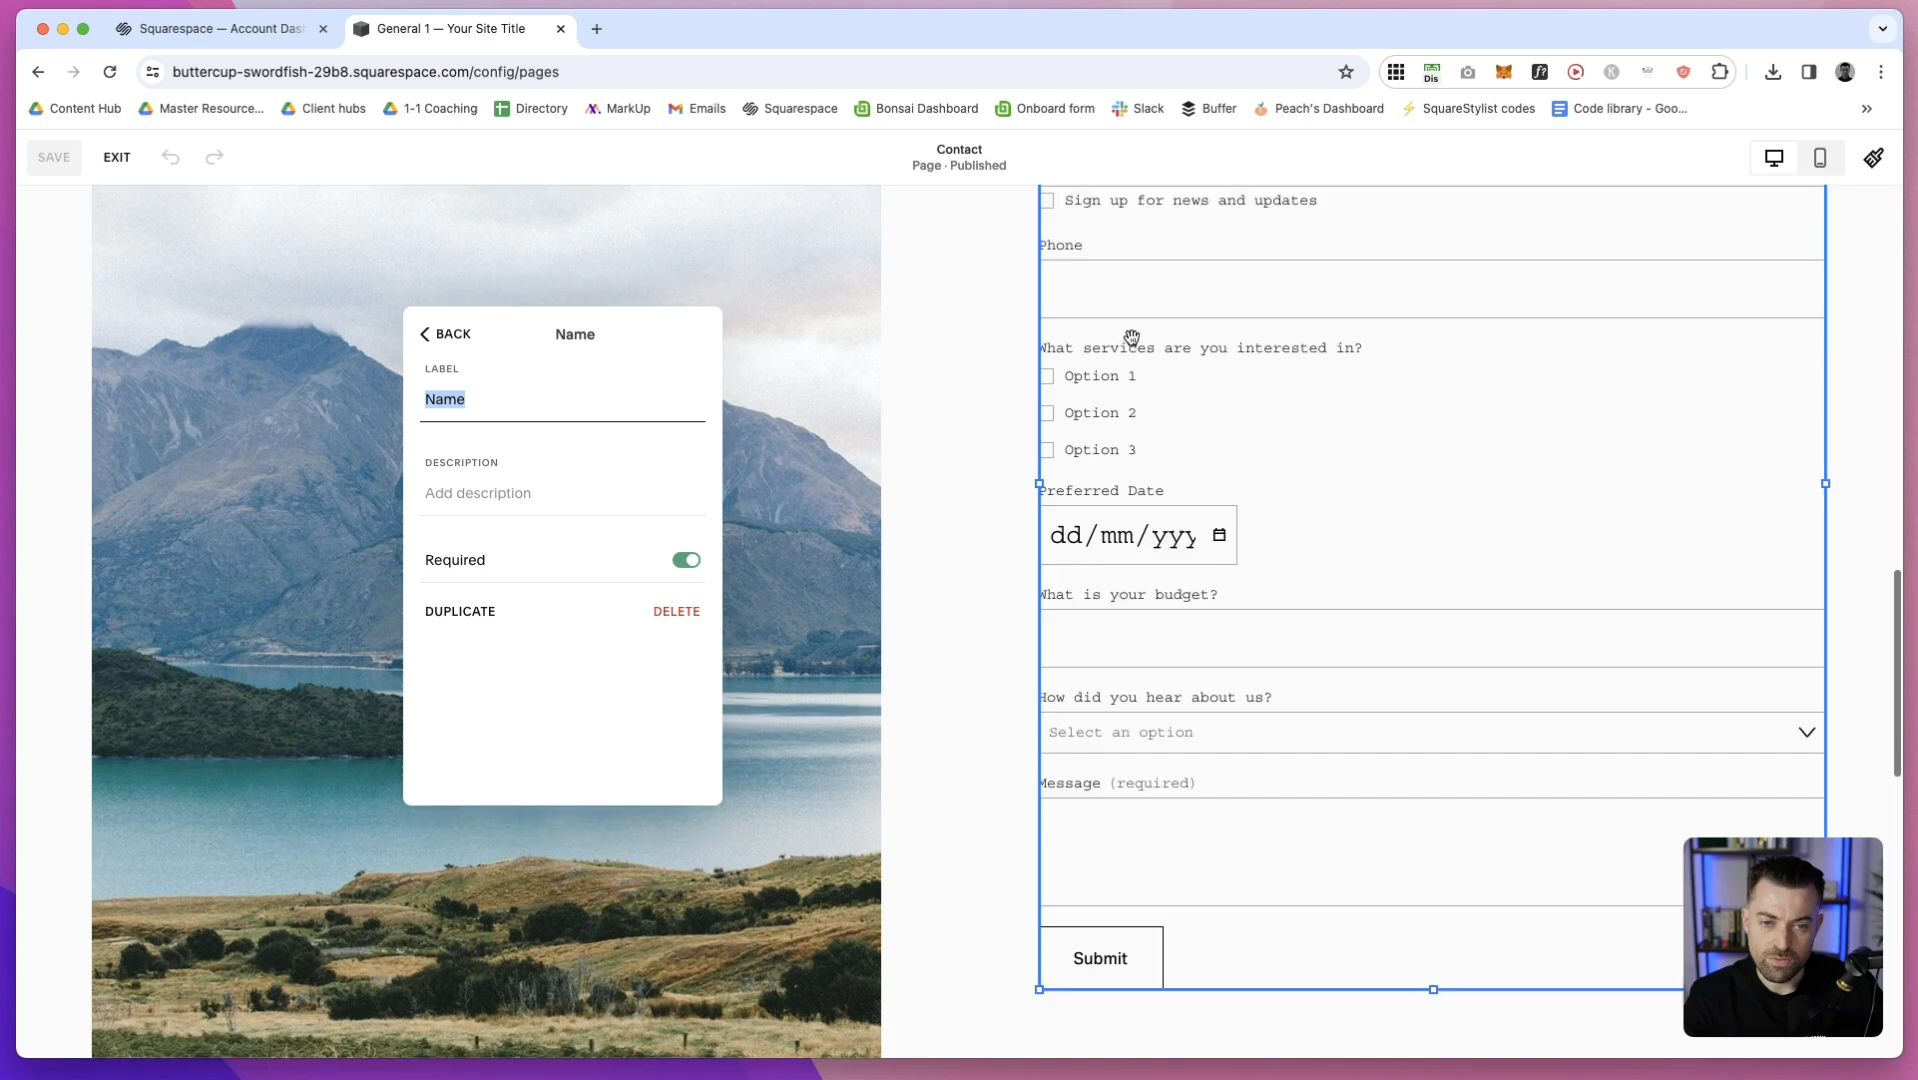 Squarespace — Account Das
General 1 — Your Site Title
buttercup-swordfish-29b8.squarespace.com/config/pages
Dis
f?
K
Content Hub
Master Resource...
Client hubs
1-1 Coaching
Directory
MarkUp
Emails
Squarespace
Bonsai Dashboard
Onboard form
Slack
Buffer
Peach's Dashboard
SquareStylist codes
Code library - Goo...
SAVE
EXIT
Contact
Page · Published
BACK
Name
LABEL
Name
DESCRIPTION
Add description
Required
DUPLICATE
DELETE
Sign up for news and updates
Phone
What services are you interested in?
Option 1
Option 2
Option 3
Preferred Date
dd/mm/yyy
What is your budget?
How did you hear about us?
Select an option
Message (required)
Submit